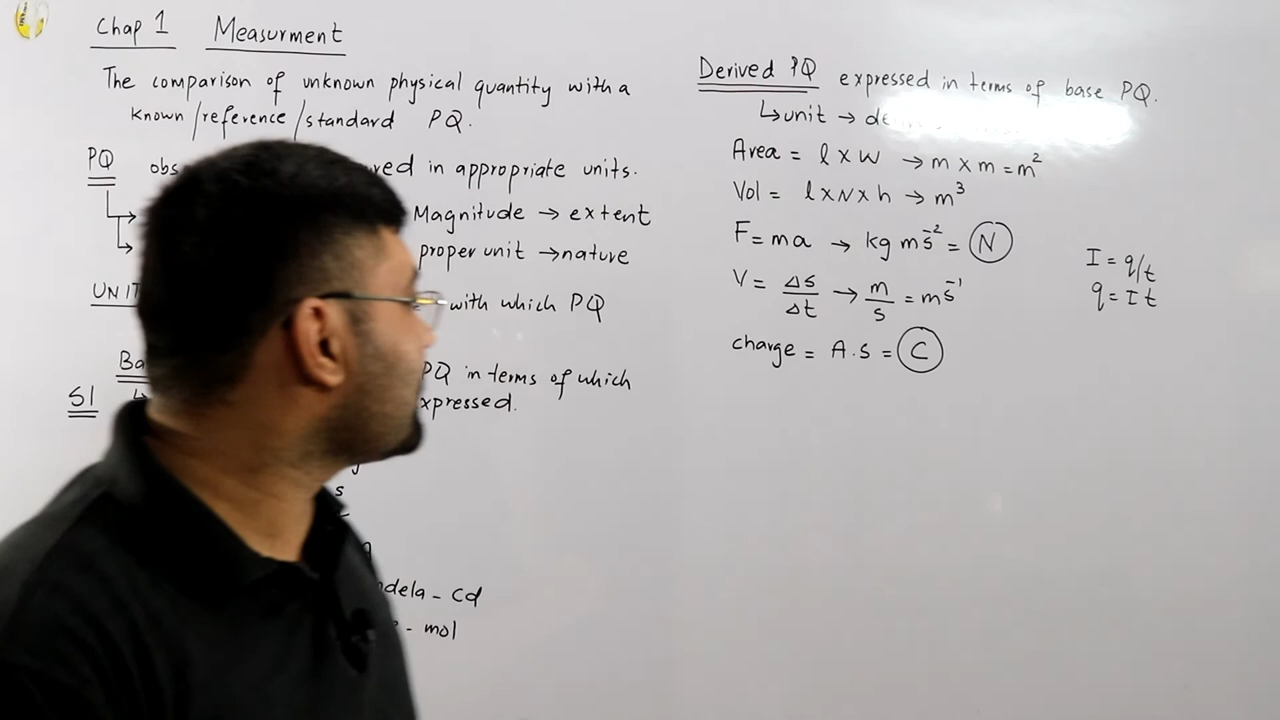 Chap 1 Measurment
The comparison of unknown physical quantity with a
known/reference/standard PQ.
PQ obs ured in appropriate units.
Magnitude → extent
proper unit → nature
UNIT with which PQ
Ba PQ in terms of which
SI xpressed.
s
A
ndela - cd
- mol
Derived PQ expressed in terms of base PQ.
↳ unit → de
Area = l × w → m × m = m²
Vol = l × w × h → m³
F = ma → kg m s⁻² = N
V = Δs/Δt → m/s = m s⁻¹
charge = A.s = C
I = q/t
q = I t